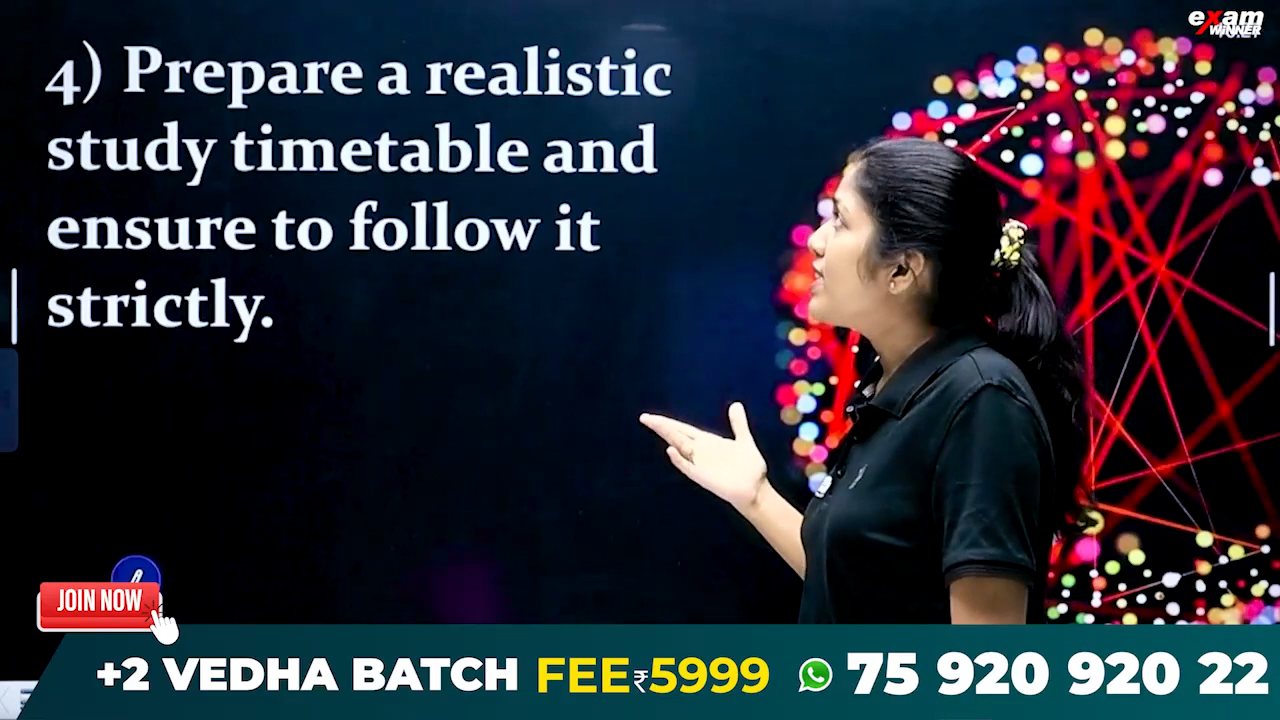 exam
WINNER
4) Prepare a realistic
study timetable and
ensure to follow it
strictly.
JOIN NOW
+2 VEDHA BATCH FEE ₹5999 75 920 920 22